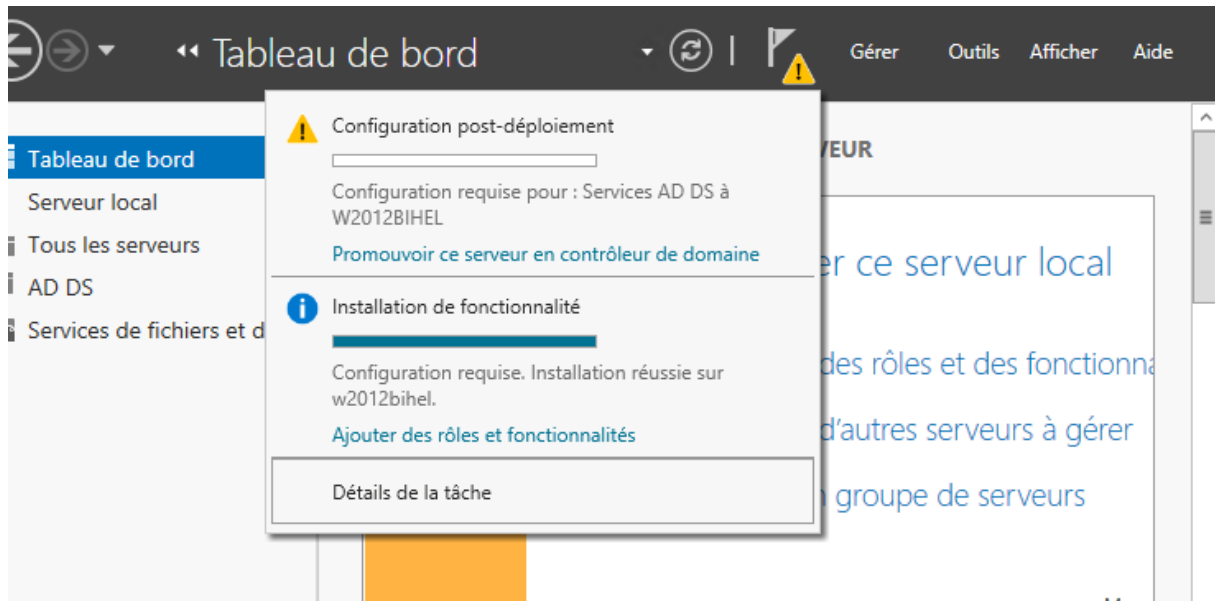 Tableau de bord
Gérer
Outils
Afficher
Aide
Tableau de bord
Serveur local
Tous les serveurs
AD DS
Services de fichiers et d
Configuration post-déploiement
Configuration requise pour : Services AD DS à
W2012BIHEL
Promouvoir ce serveur en contrôleur de domaine
Installation de fonctionnalité
Configuration requise. Installation réussie sur
w2012bihel.
Ajouter des rôles et fonctionnalités
Détails de la tâche
VEUR
er ce serveur local
des rôles et des fonctionna
d'autres serveurs à gérer
groupe de serveurs